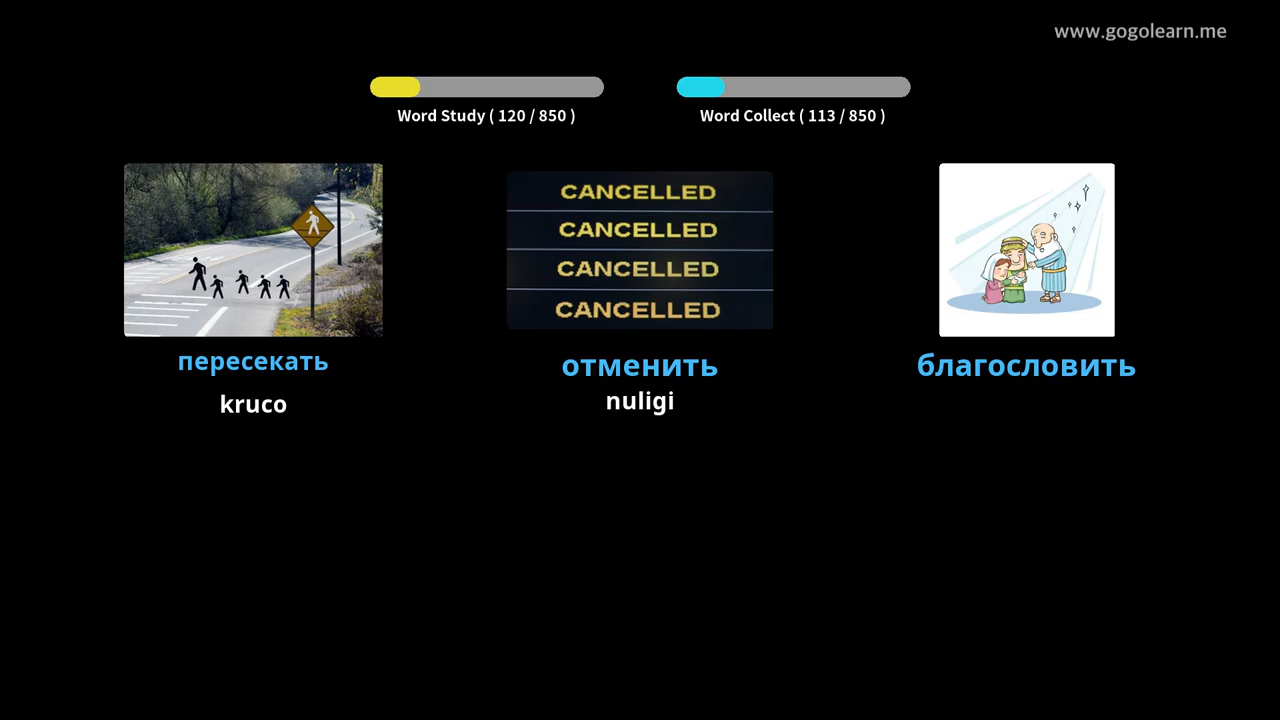 www.gogolearn.me
Word Study ( 120 / 850 )
Word Collect ( 113 / 850 )
CANCELLED
CANCELLED
CANCELLED
CANCELLED
пересекать
отменить
благословить
kruco
nuligi